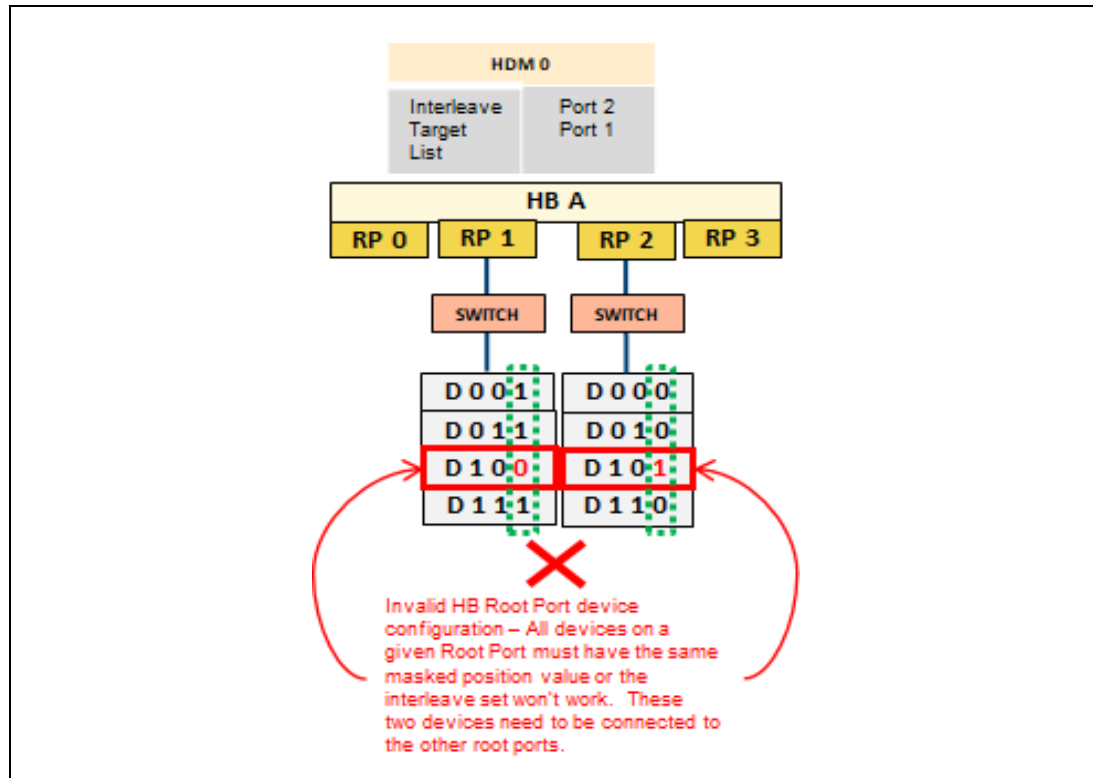 HDM 0
Interleave Target List
Port 2
Port 1
HB A
RP 0 RP 1 RP 2 RP 3
SWITCH SWITCH
D 0 0 1 D 0 0 0
D 0 1 1 D 0 1 0
D 1 0 0 D 1 0 1
D 1 1 1 D 1 1 0
Invalid HB Root Port device
configuration – All devices on a
given Root Port must have the same
masked position value or the
interleave set won't work. These
two devices need to be connected to
the other root ports.